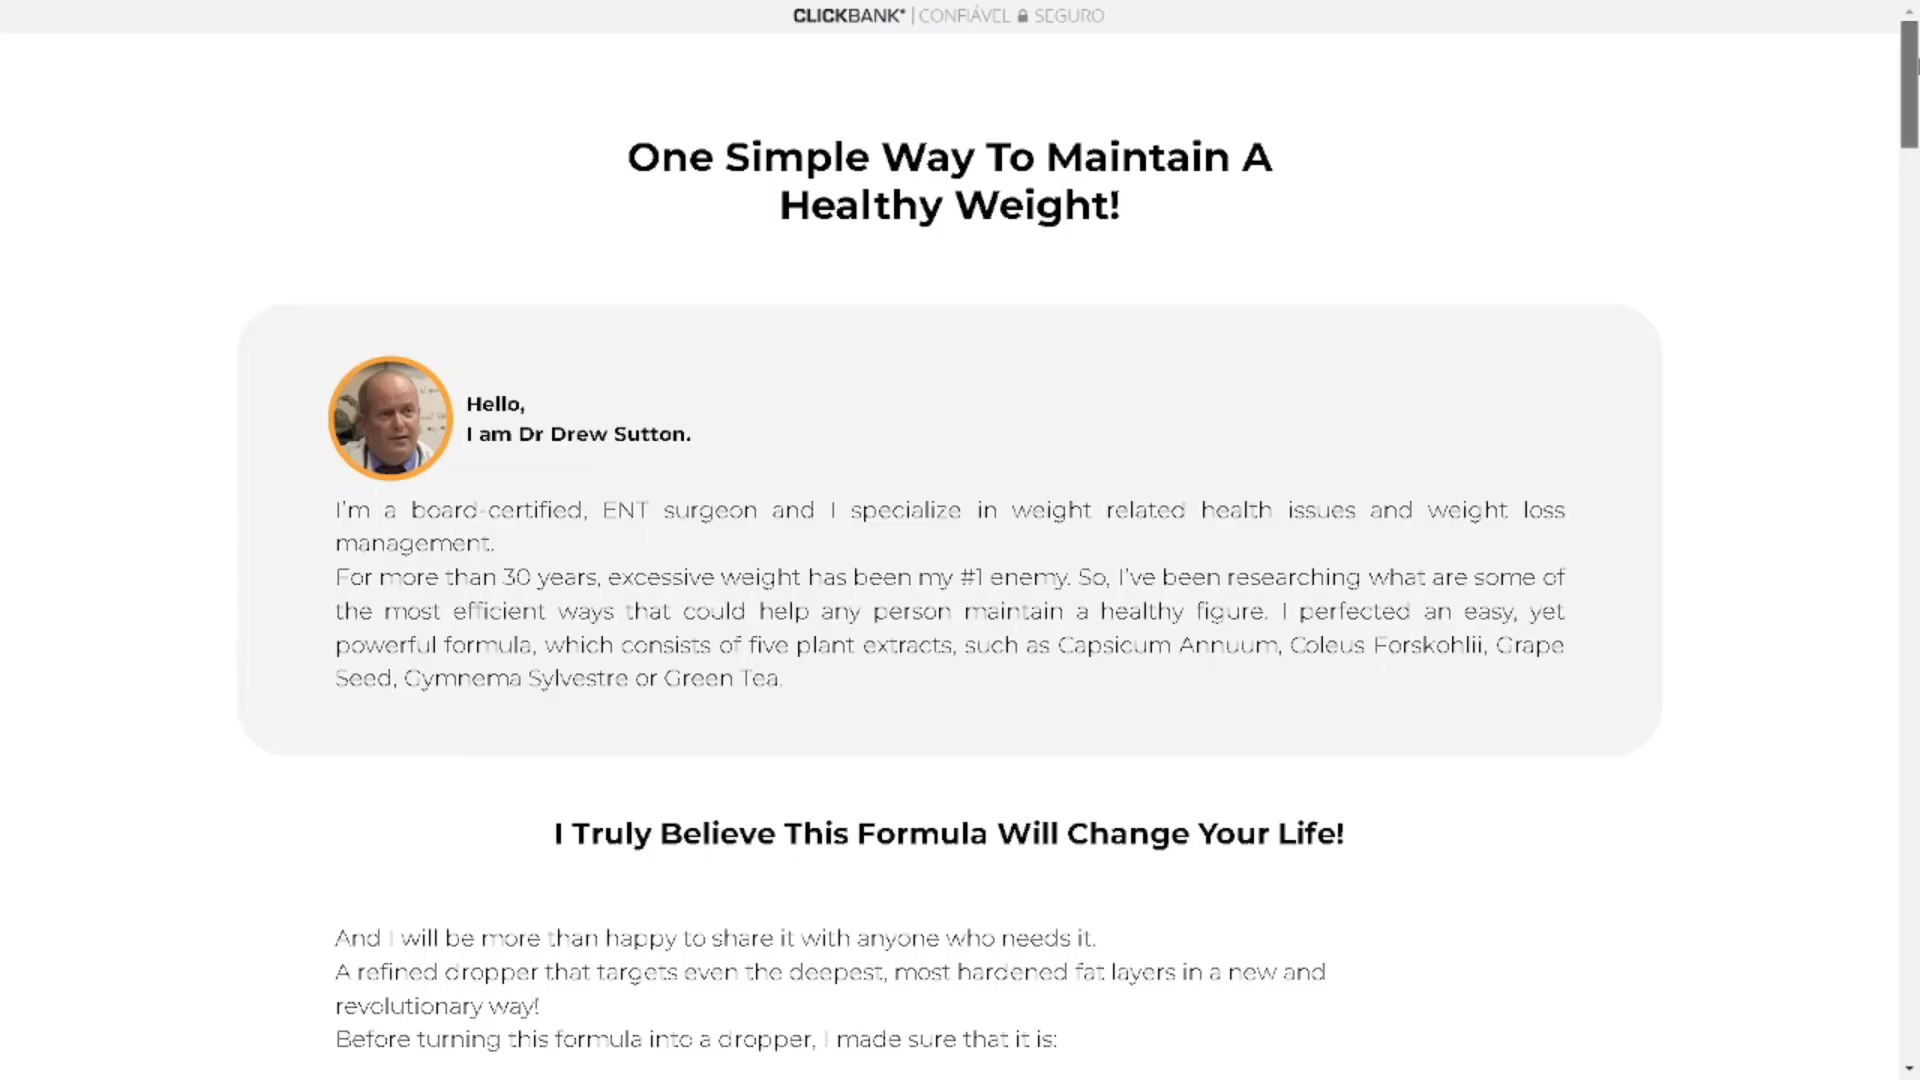 CLICKBANK® | CONFIÁVEL SEGURO
One Simple Way To Maintain A
Healthy Weight!
Hello,
I am Dr Drew Sutton.
I'm a board-certified, ENT surgeon and I specialize in weight related health issues and weight loss
management..
For more than 30 years, excessive weight has been my #1 enemy. So, I've been researching what are some of
the most efficient ways that could help any person maintain a healthy figure. I perfected an easy, yet
powerful formula, which consists of five plant extracts, such as Capsicum Annuum, Coleus Forskohlii, Grape
Seed, Gymnema Sylvestre or Green Tea.
I Truly Believe This Formula Will Change Your Life!
And I will be more than happy to share it with anyone who needs it.
A refined dropper that targets even the deepest, most hardened fat layers in a new and
revolutionary way!
Before turning this formula into a dropper, I made sure that it is: